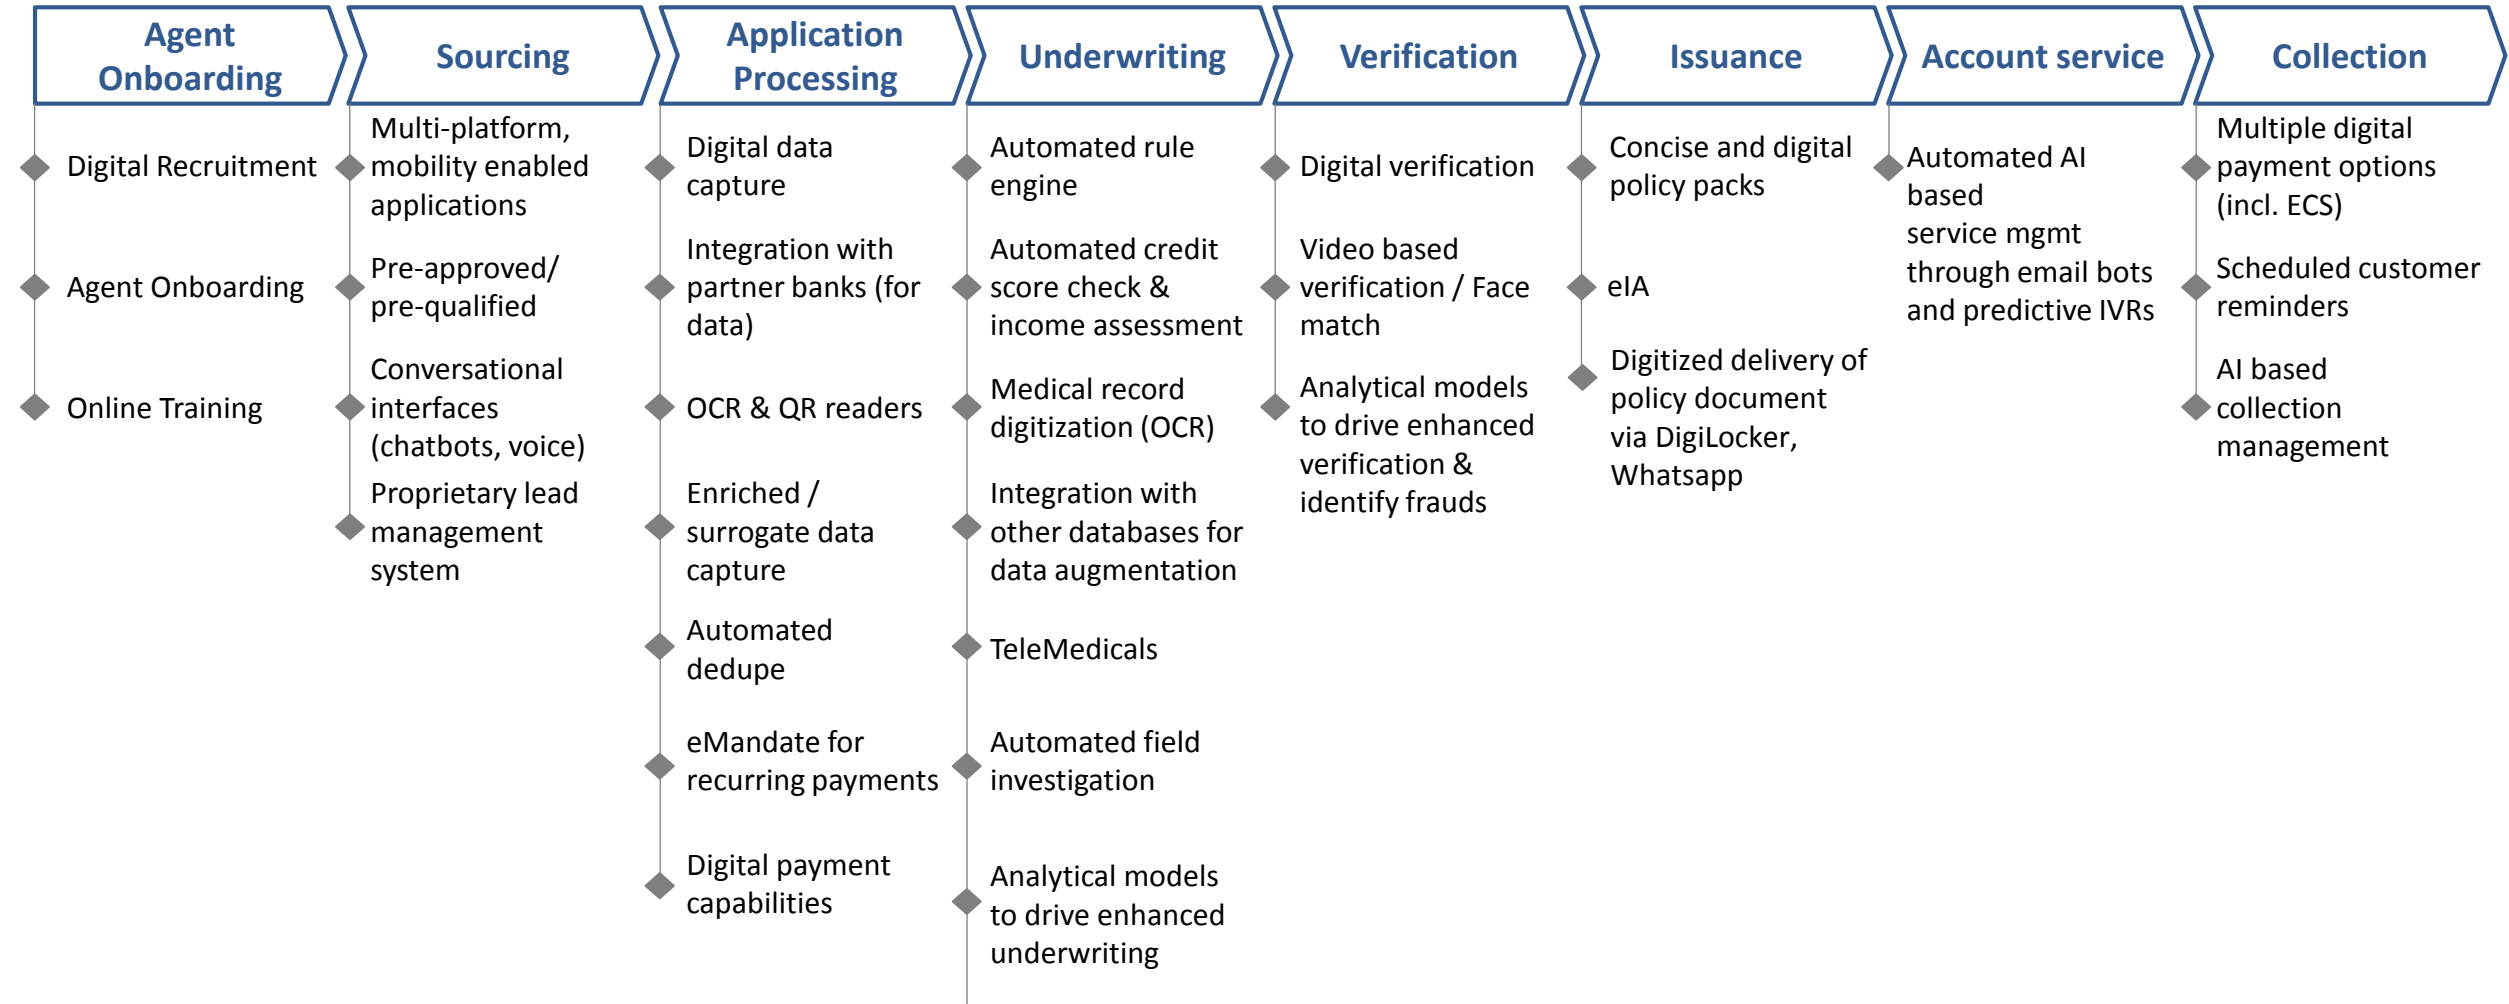 Agent
Onboarding
Sourcing
Application
Processing
Underwriting
Verification
Issuance
Account service
Collection
Digital Recruitment
Agent Onboarding
Online Training
Multi-platform,
mobility enabled
applications
Pre-approved/
pre-qualified
Conversational
interfaces
(chatbots, voice)
Proprietary lead
management
system
Digital data
capture
Integration with
partner banks (for
data)
OCR & QR readers
Enriched /
surrogate data
capture
Automated
dedupe
eMandate for
recurring payments
Digital payment
capabilities
Automated rule
engine
Automated credit
score check &
income assessment
Medical record
digitization (OCR)
Integration with
other databases for
data augmentation
TeleMedicals
Automated field
investigation
Analytical models
to drive enhanced
underwriting
Digital verification
Video based
verification / Face
match
Analytical models
to drive enhanced
verification &
identify frauds
Concise and digital
policy packs
eIA
Digitized delivery of
policy document
via DigiLocker,
Whatsapp
Automated AI
based
service mgmt
through email bots
and predictive IVRs
Multiple digital
payment options
(incl. ECS)
Scheduled customer
reminders
AI based
collection
management